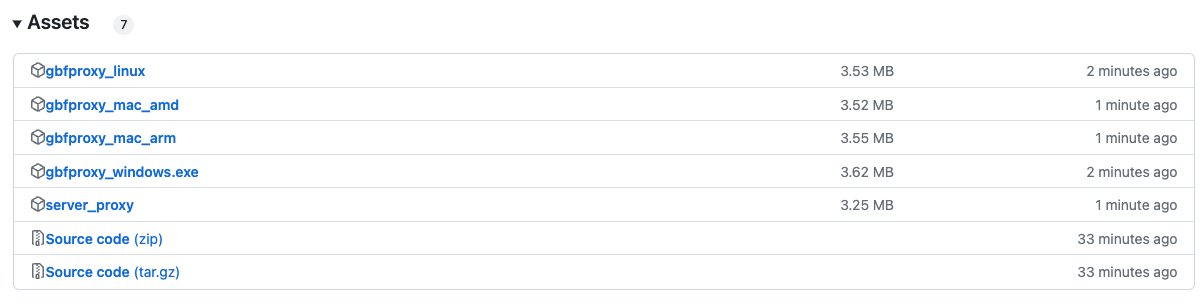 Assets 7
gbfproxy_linux 3.53 MB 2 minutes ago
gbfproxy_mac_amd 3.52 MB 1 minute ago
gbfproxy_mac_arm 3.55 MB 1 minute ago
gbfproxy_windows.exe 3.62 MB 2 minutes ago
server_proxy 3.25 MB 1 minute ago
Source code (zip) 33 minutes ago
Source code (tar.gz) 33 minutes ago